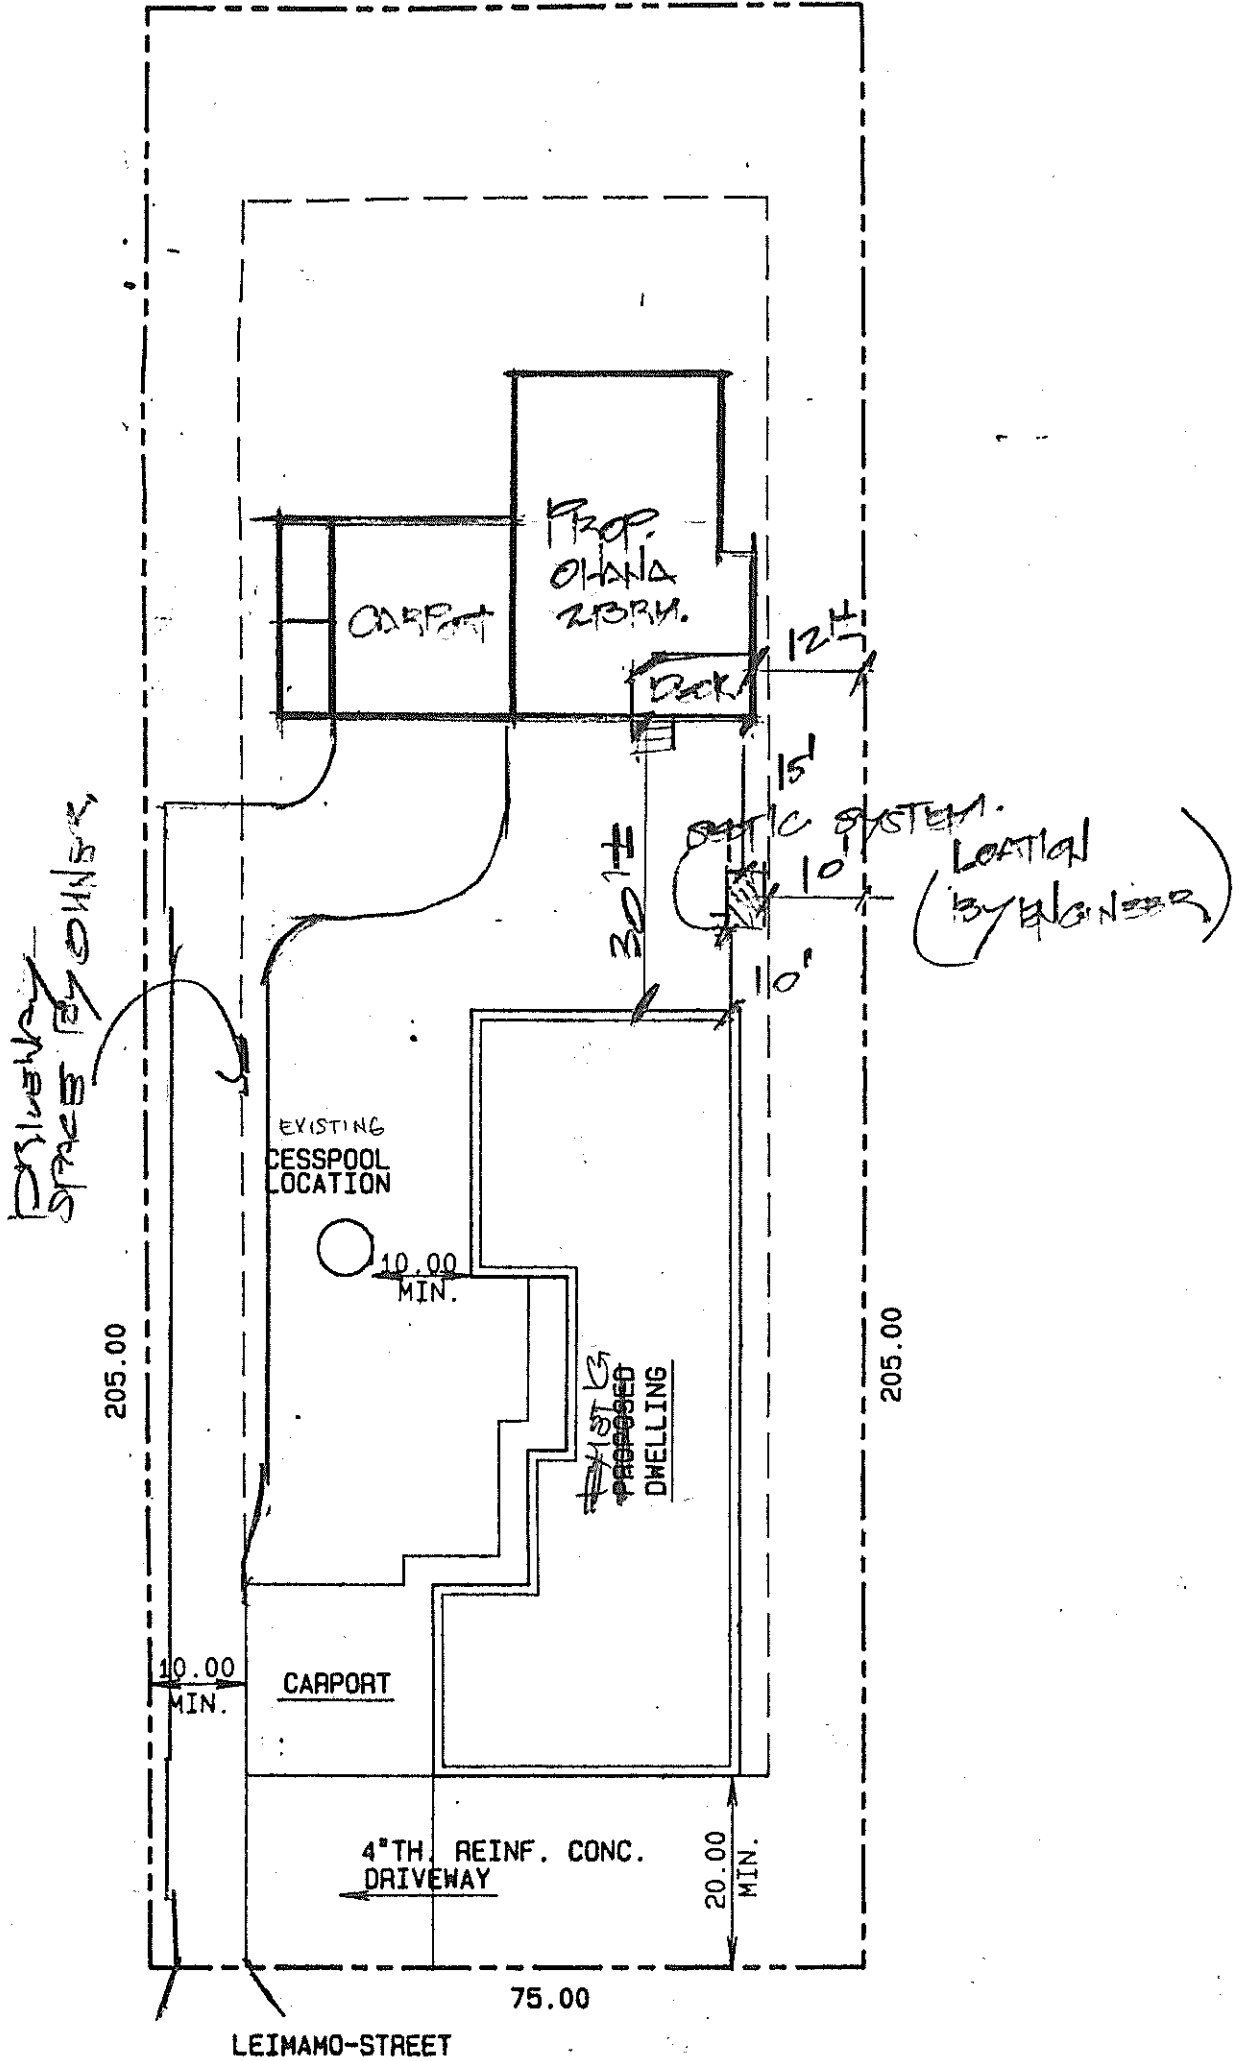 PROP.
OHANA
2 BRM.
CARPORT
DECK
12'±
15'
SEPTIC SYSTEM.
10'
(LOCATION
BY ENGINEER)
30'±
10'
DRIVEWAY
SPACE BY OWNER,
EXISTING
CESSPOOL
LOCATION
10.00
MIN.
205.00
205.00
EXIST'G
PROPOSED
DWELLING
10.00
MIN.
CARPORT
4"TH. REINF. CONC.
DRIVEWAY
20.00
MIN.
75.00
LEIMAMO-STREET